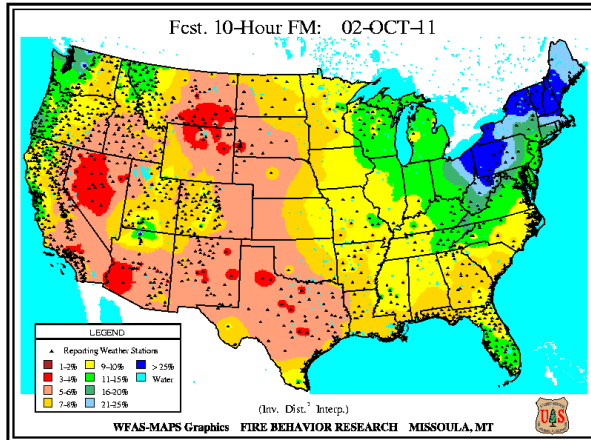 Fcst. 10-Hour FM: 02-OCT-11
LEGEND
Reporting Weather Stations
1-2% 9-10% > 25%
3-4% 11-15% Water
5-6% 16-20%
7-8% 21-25%
(Inv. Dist.² Interp.)
WFAS-MAPS Graphics FIRE BEHAVIOR RESEARCH MISSOULA, MT
U S